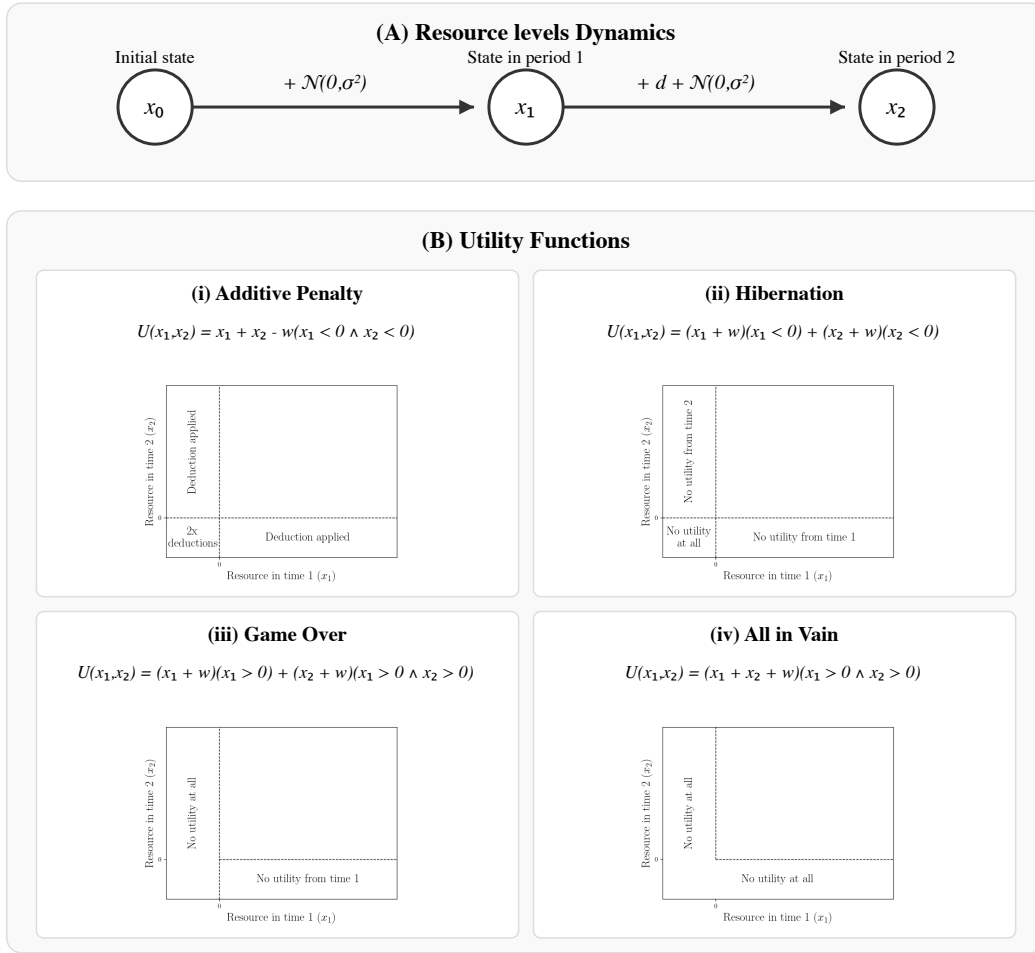 (A) Resource levels Dynamics
Initial state
State in period 1
State in period 2
+ 𝒩(0,σ²)
+ d + 𝒩(0,σ²)
x₀
x₁
x₂
(B) Utility Functions
(i) Additive Penalty
U(x₁,x₂) = x₁ + x₂ - w(x₁ < 0 ∧ x₂ < 0)
Resource in time 2 (x₂)
Deduction applied
0
2x
deductions
Deduction applied
0
Resource in time 1 (x₁)
(ii) Hibernation
U(x₁,x₂) = (x₁ + w)(x₁ < 0) + (x₂ + w)(x₂ < 0)
Resource in time 2 (x₂)
No utility from time 2
0
No utility
at all
No utility from time 1
0
Resource in time 1 (x₁)
(iii) Game Over
U(x₁,x₂) = (x₁ + w)(x₁ > 0) + (x₂ + w)(x₁ > 0 ∧ x₂ > 0)
Resource in time 2 (x₂)
No utility at all
0
No utility from time 1
0
Resource in time 1 (x₁)
(iv) All in Vain
U(x₁,x₂) = (x₁ + x₂ + w)(x₁ > 0 ∧ x₂ > 0)
Resource in time 2 (x₂)
No utility at all
0
No utility at all
0
Resource in time 1 (x₁)